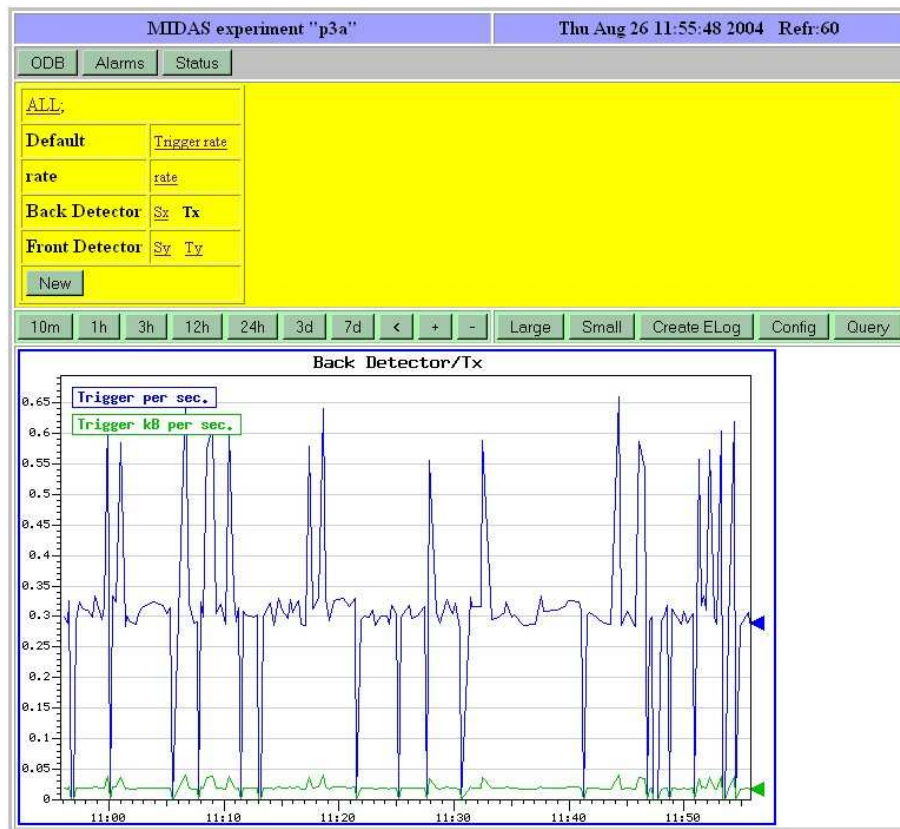 MIDAS experiment "p3a" Thu Aug 26 11:55:48 2004 Refr:60
ODB Alarms Status
ALL;
Default Trigger rate
rate rate
Back Detector Sx Tx
Front Detector Sy Ty
New
10m 1h 3h 12h 24h 3d 7d < + - Large Small Create ELog Config Query
Back Detector/Tx
Trigger per sec.
Trigger kB per sec.
0.65
0.6
0.55
0.5
0.45
0.4
0.35
0.3
0.25
0.2
0.15
0.1
0.05
0
11:00 11:10 11:20 11:30 11:40 11:50